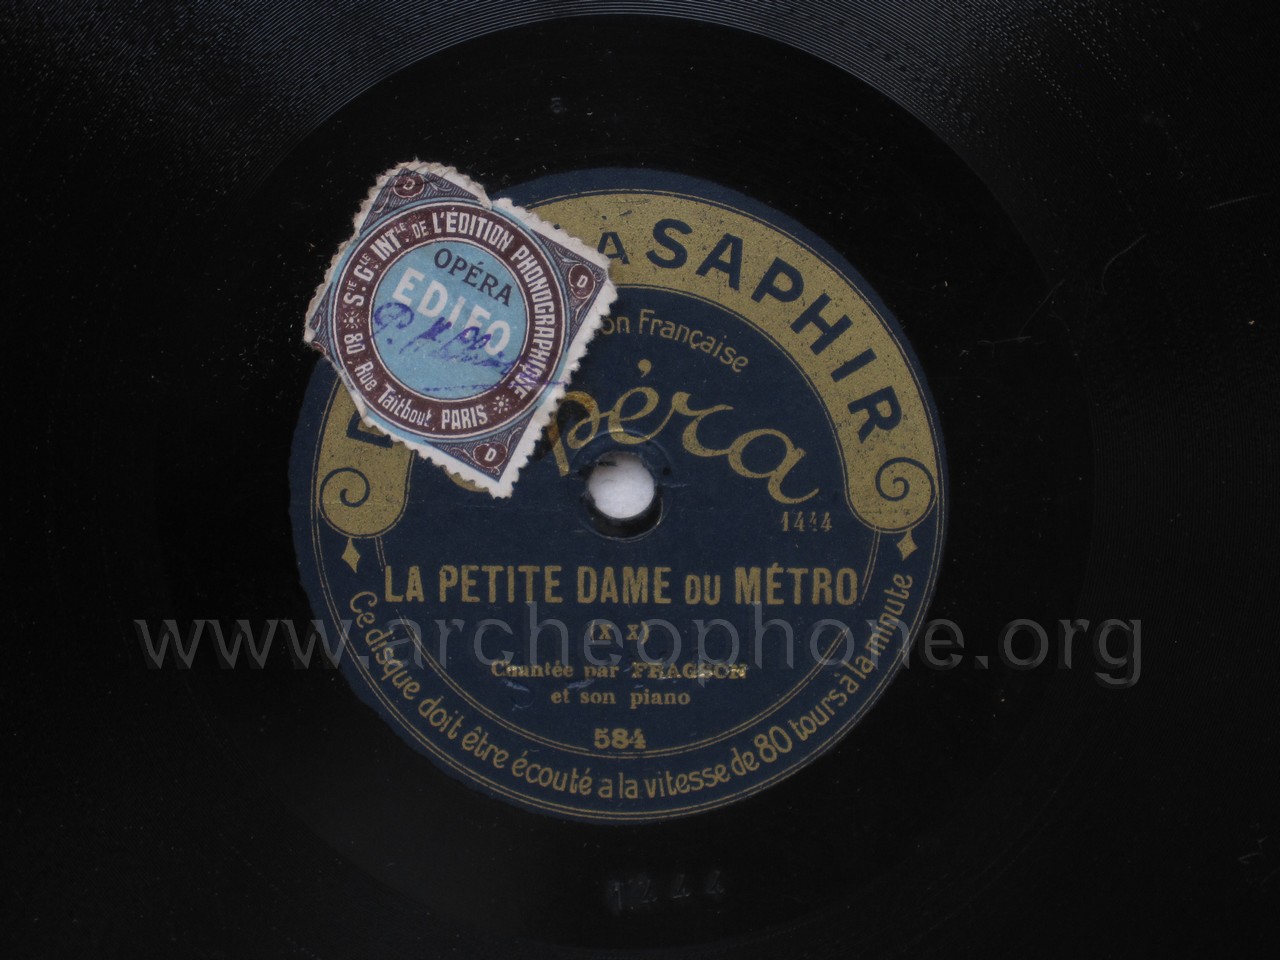 Sté Gle INTle DE L'ÉDITION PHONOGRAPHIQUE
80, Rue Taitbout, PARIS
OPÉRA
EDIFO
D
D
D
A SAPHIR
on Française
péra
1444
LA PETITE DAME DU MÉTRO
(X X)
Chantée par FRAGSON
et son piano
584
Ce disque doit être écouté a la vitesse de 80 tours à la minute
www.archeophone.org